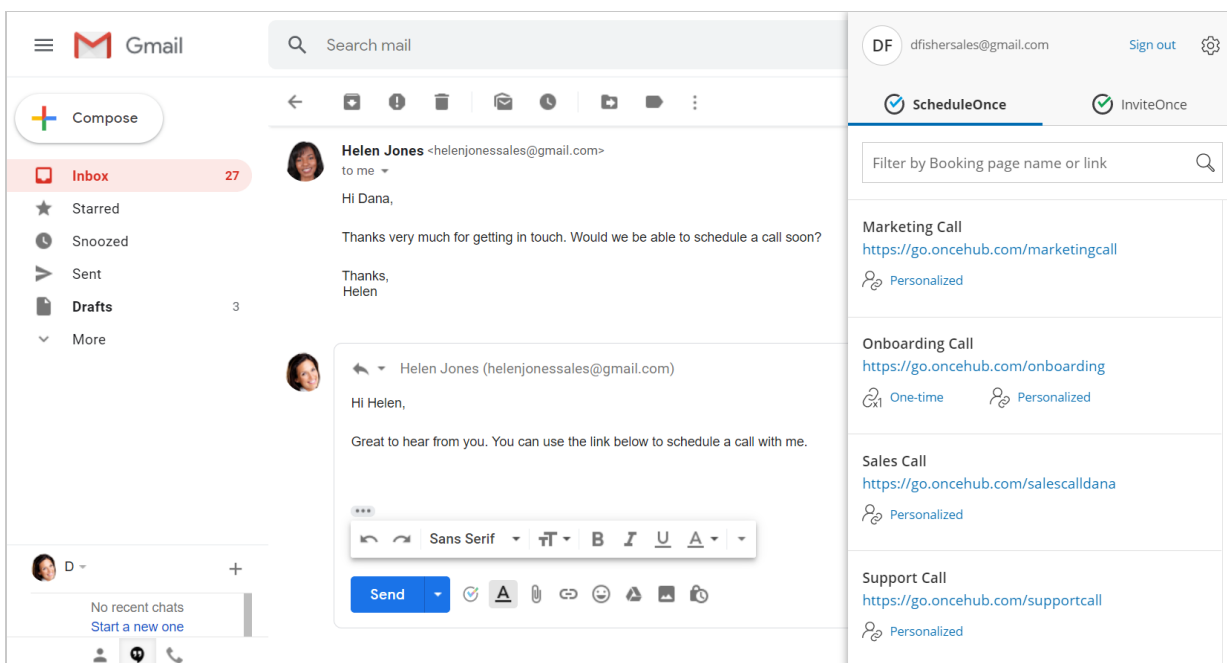 Gmail
Compose
Inbox 27
Starred
Snoozed
Sent
Drafts 3
More
D
No recent chats
Start a new one
Search mail
Helen Jones <helenjonessales@gmail.com>
to me
Hi Dana,
Thanks very much for getting in touch. Would we be able to schedule a call soon?
Thanks,
Helen
Helen Jones (helenjonessales@gmail.com)
Hi Helen,
Great to hear from you. You can use the link below to schedule a call with me.
Sans Serif B I U A
Send A
DF dfishersales@gmail.com Sign out
ScheduleOnce InviteOnce
Filter by Booking page name or link
Marketing Call
https://go.oncehub.com/marketingcall
Personalized
Onboarding Call
https://go.oncehub.com/onboarding
x1 One-time Personalized
Sales Call
https://go.oncehub.com/salescalldana
Personalized
Support Call
https://go.oncehub.com/supportcall
Personalized